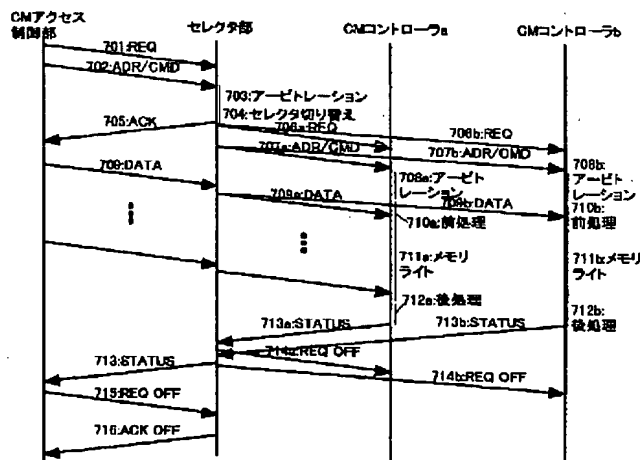 CMアクセス
制御部
セレクタ部
CMコントローラa
CMコントローラb
701:REQ
702:ADR/CMD
703:アービトレーション
704:セレクタ切り替え
705:ACK
706a:REQ
706b:REQ
707a:ADR/CMD
707b:ADR/CMD
708a:アービト
レーション
708b:
アービト
レーション
709:DATA
709a:DATA
709b:DATA
710a:前処理
710b:
前処理
711a:メモリ
ライト
711b:メモリ
ライト
712a:後処理
712b:
後処理
713a:STATUS
713b:STATUS
714a:REQ OFF
713:STATUS
714b:REQ OFF
715:REQ OFF
716:ACK OFF